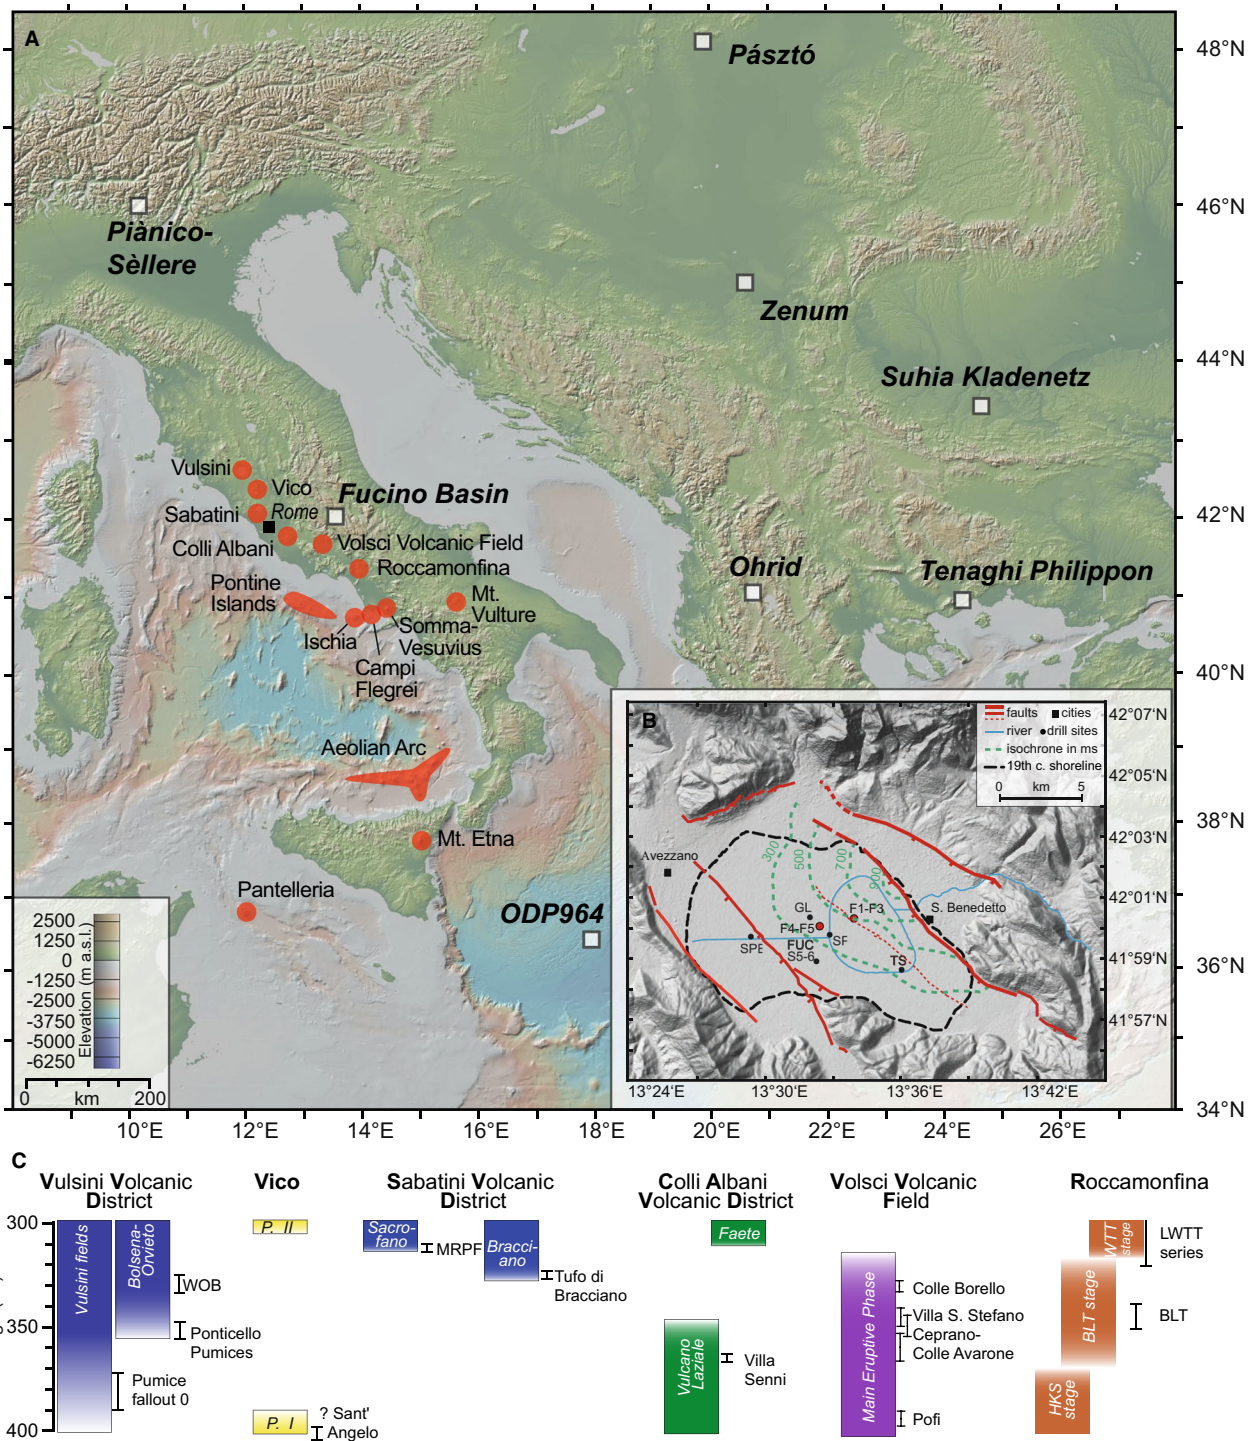 A
Pásztó
48°N
46°N
Piànico-
Sèllere
Zenum
44°N
Suhia Kladenetz
Vulsini
Vico
Fucino Basin
Sabatini
Rome
42°N
Colli Albani
Volsci Volcanic Field
Roccamonfina
Ohrid
Tenaghi Philippon
Pontine
Islands
Mt.
Vulture
Ischia
Somma-
Vesuvius
Campi
Flegrei
40°N
Aeolian Arc
Mt. Etna
38°N
Pantelleria
ODP964
36°N
34°N
2500
1250
0
-1250
-2500
-3750
-5000
-6250
Elevation (m a.s.l.)
0 km 200
10°E 12°E 14°E 16°E 18°E 20°E 22°E 24°E 26°E
B
faults cities
river drill sites
isochrone in ms
19th c. shoreline
0 km 5
42°07'N
42°05'N
42°03'N
42°01'N
41°59'N
41°57'N
Avezzano
300
500
700
900
GL
F1-F3
S. Benedetto
F4-F5
FUC
SF
SPE
S5-6
TS
13°24'E 13°30'E 13°36'E 13°42'E
C
Vulsini Volcanic
District
Vico
Sabatini Volcanic
District
Colli Albani
Volcanic District
Volsci Volcanic
Field
Roccamonfina
300
350
400
Vulsini fields
Bolsena-
Orvieto
WOB
Ponticello
Pumices
Pumice
fallout 0
P. II
P. I
? Sant'
Angelo
Sacro-
fano
MRPF
Bracci-
ano
Tufo di
Bracciano
Faete
Vulcano
Laziale
Villa
Senni
Main Eruptive Phase
Colle Borello
Villa S. Stefano
Ceprano-
Colle Avarone
Pofi
WTT
stage
LWTT
series
BLT stage
BLT
HKS
stage